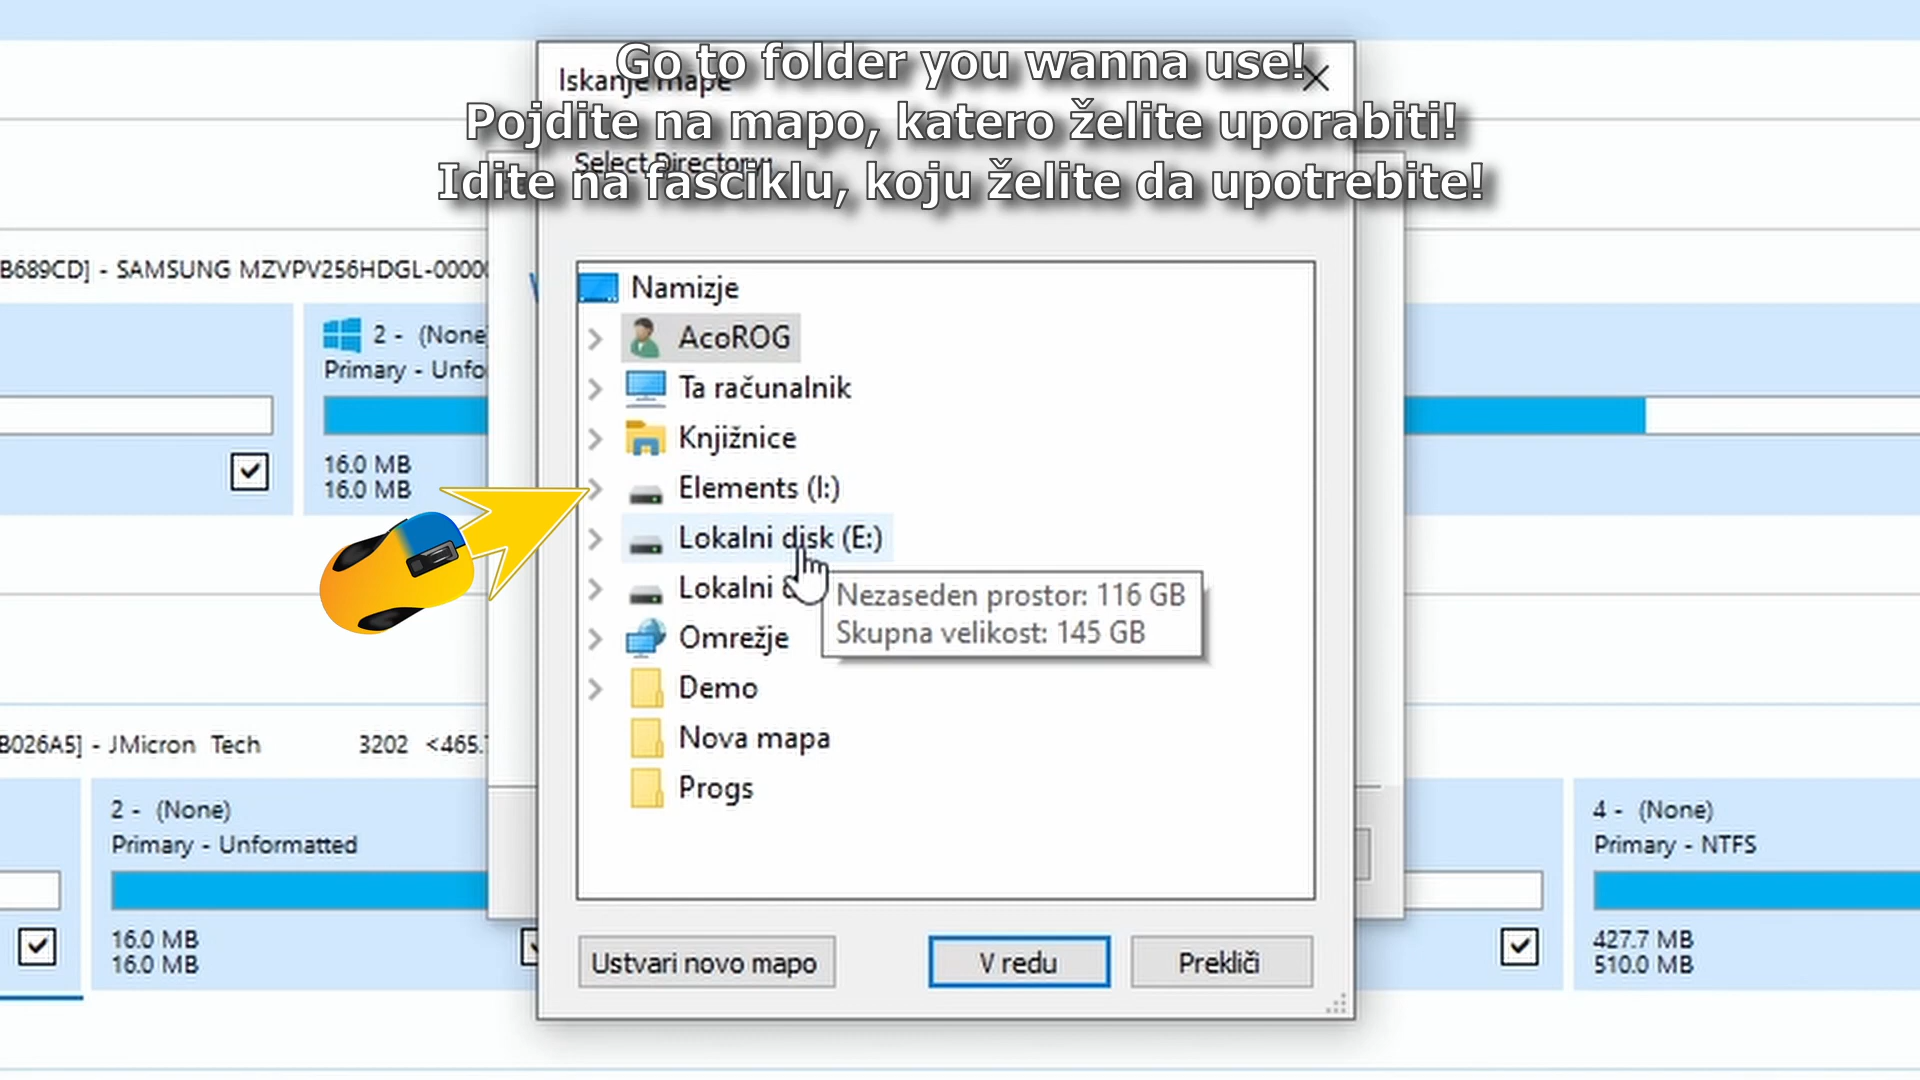 Go to folder you wanna use!
Iskanje mape
Pojdite na mapo, katero želite uporabiti!
Select Directory:
Idite na fasciklu, koju želite da upotrebite!
B689CD] - SAMSUNG MZVPV256HDGL-0000
Namizje
2 - (None)
AcoROG
Primary - Unfo
Ta računalnik
Knjižnice
16.0 MB
16.0 MB
Elements (I:)
Lokalni disk (E:)
Lokalni
Nezaseden prostor: 116 GB
Skupna velikost: 145 GB
Omrežje
Demo
Nova mapa
Progs
B026A5] - JMicron Tech 3202 <465.
2 - (None)
Primary - Unformatted
16.0 MB
16.0 MB
4 - (None)
Primary - NTFS
427.7 MB
510.0 MB
Ustvari novo mapo
V redu
Prekliči